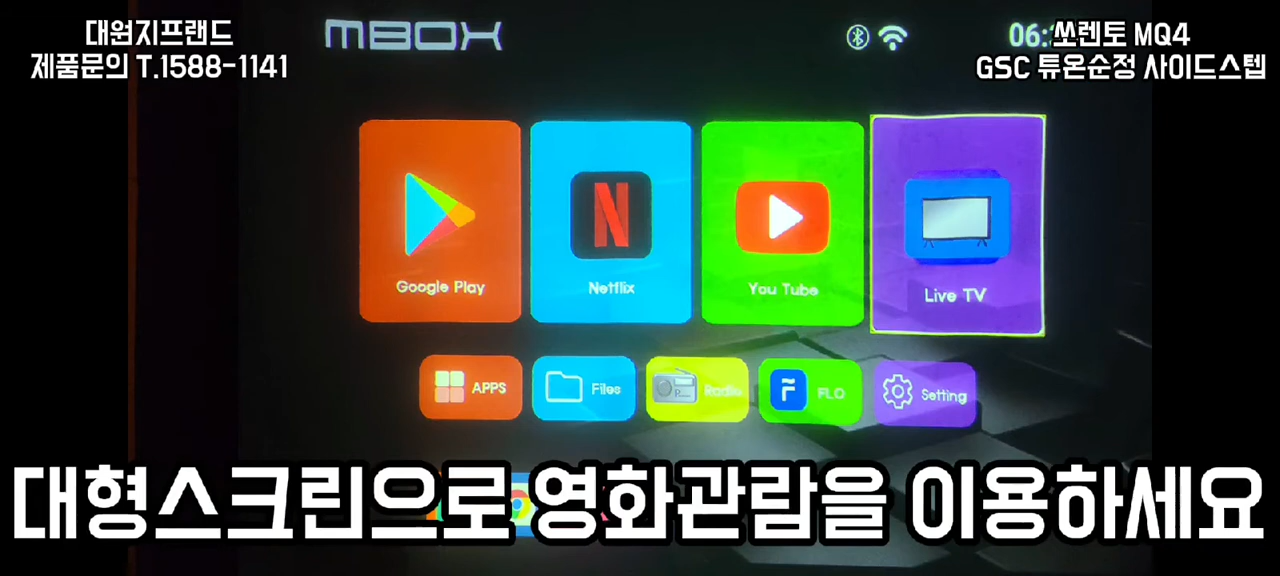 대원지프랜드
제품문의 T.1588-1141
MBOX
06:
쏘렌토 MQ4
GSC 튜온순정 사이드스텝
Google Play
Netflix
You Tube
Live TV
APPS
Files
Radio
FLO
Setting
대형스크린으로 영화관람을 이용하세요